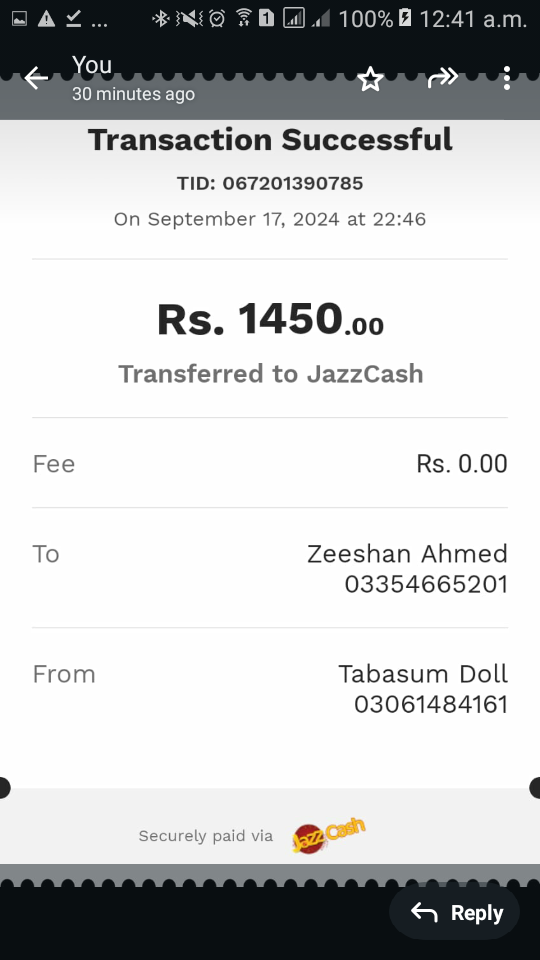 ... 1 100% 12:41 a.m.
You
30 minutes ago
Transaction Successful
TID: 067201390785
On September 17, 2024 at 22:46
Rs. 1450.00
Transferred to JazzCash
Fee Rs. 0.00
To Zeeshan Ahmed
03354665201
From Tabasum Doll
03061484161
Securely paid via JazzCash
Reply